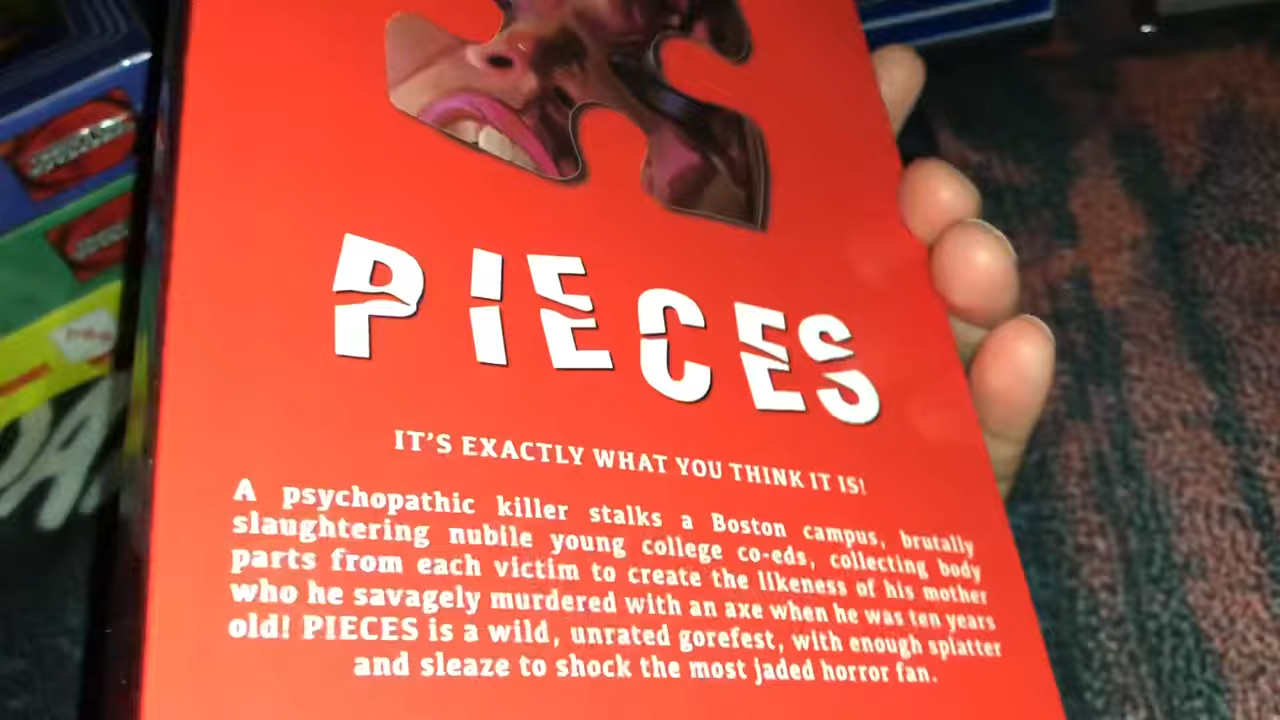 PIECES
IT'S EXACTLY WHAT YOU THINK IT IS!
A psychopathic killer stalks a Boston campus, brutally
slaughtering nubile young college co-eds, collecting body
parts from each victim to create the likeness of his mother
who he savagely murdered with an axe when he was ten years
old! PIECES is a wild, unrated gorefest, with enough splatter
and sleaze to shock the most jaded horror fan.